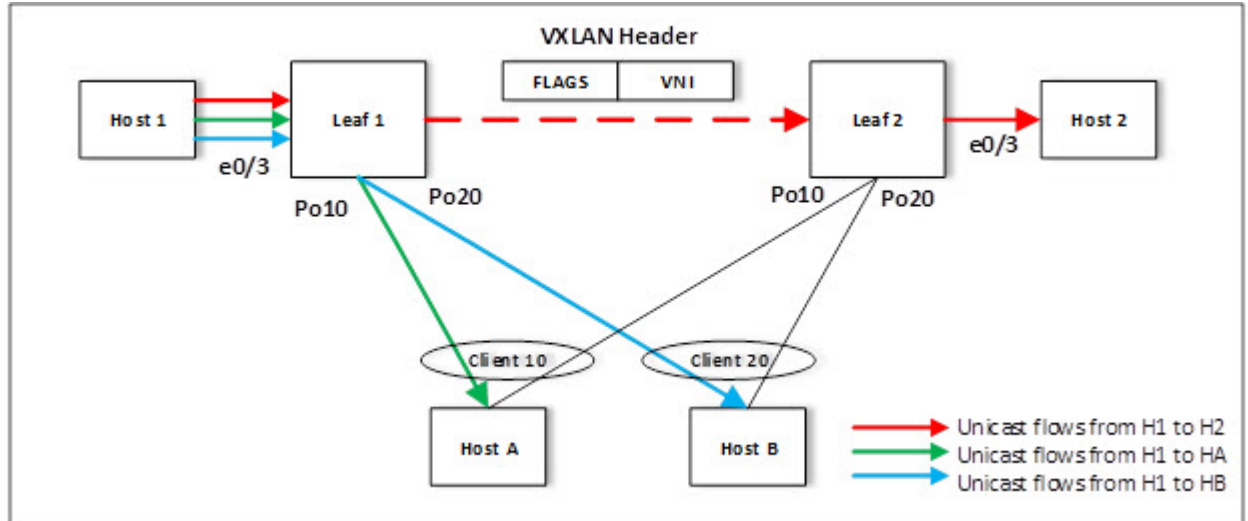 VXLAN Header
FLAGS VNI
Host 1 Leaf 1 Leaf 2 Host 2
e0/3 e0/3
Po10 Po20 Po10 Po20
Client 10 Client 20
Host A Host B
Unicast flows from H1 to H2
Unicast flows from H1 to HA
Unicast flows from H1 to HB